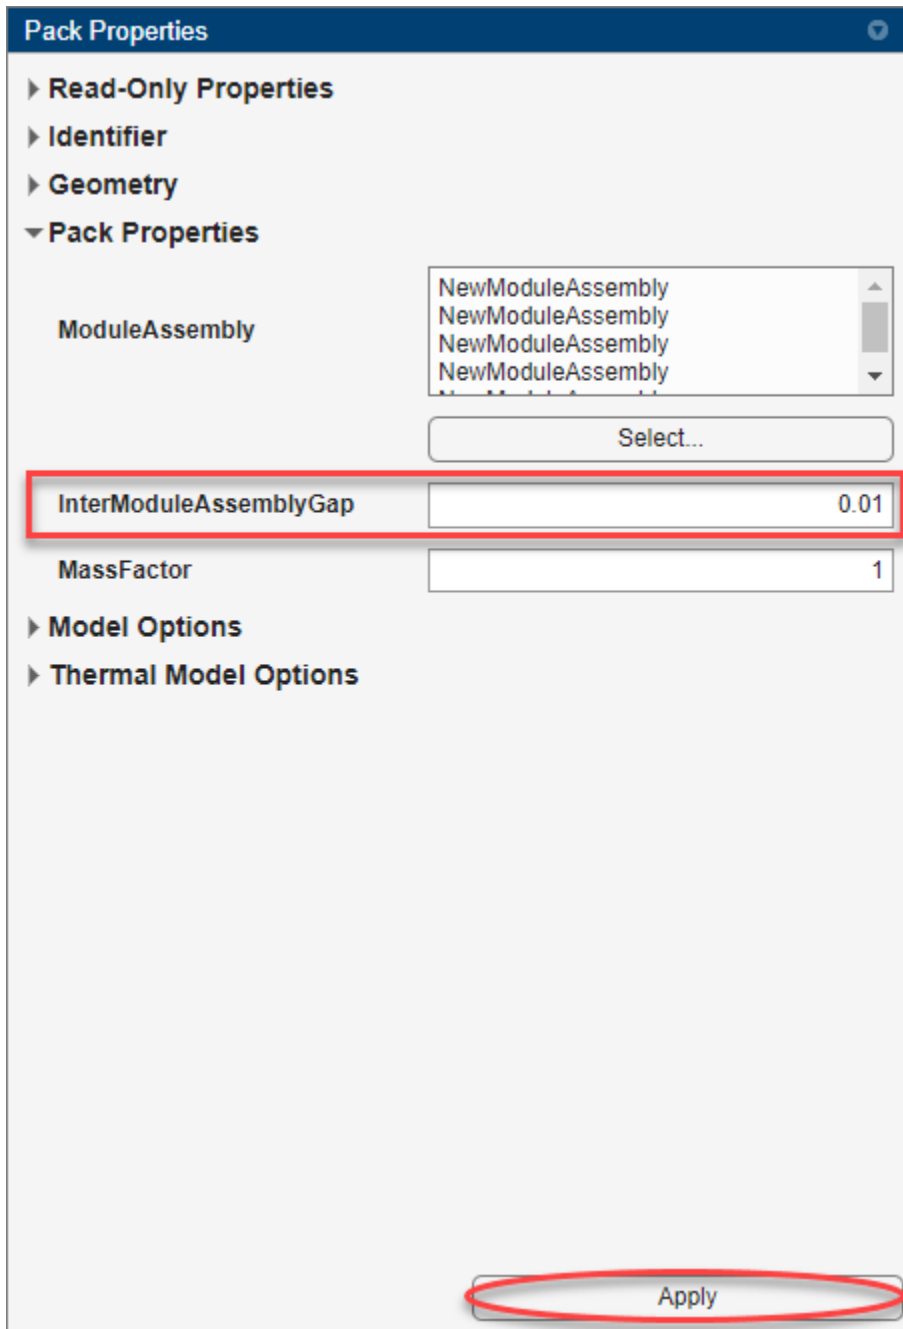 Pack Properties
Read-Only Properties
Identifier
Geometry
Pack Properties
ModuleAssembly
NewModuleAssembly
NewModuleAssembly
NewModuleAssembly
NewModuleAssembly
Select...
InterModuleAssemblyGap 0.01
MassFactor 1
Model Options
Thermal Model Options
Apply